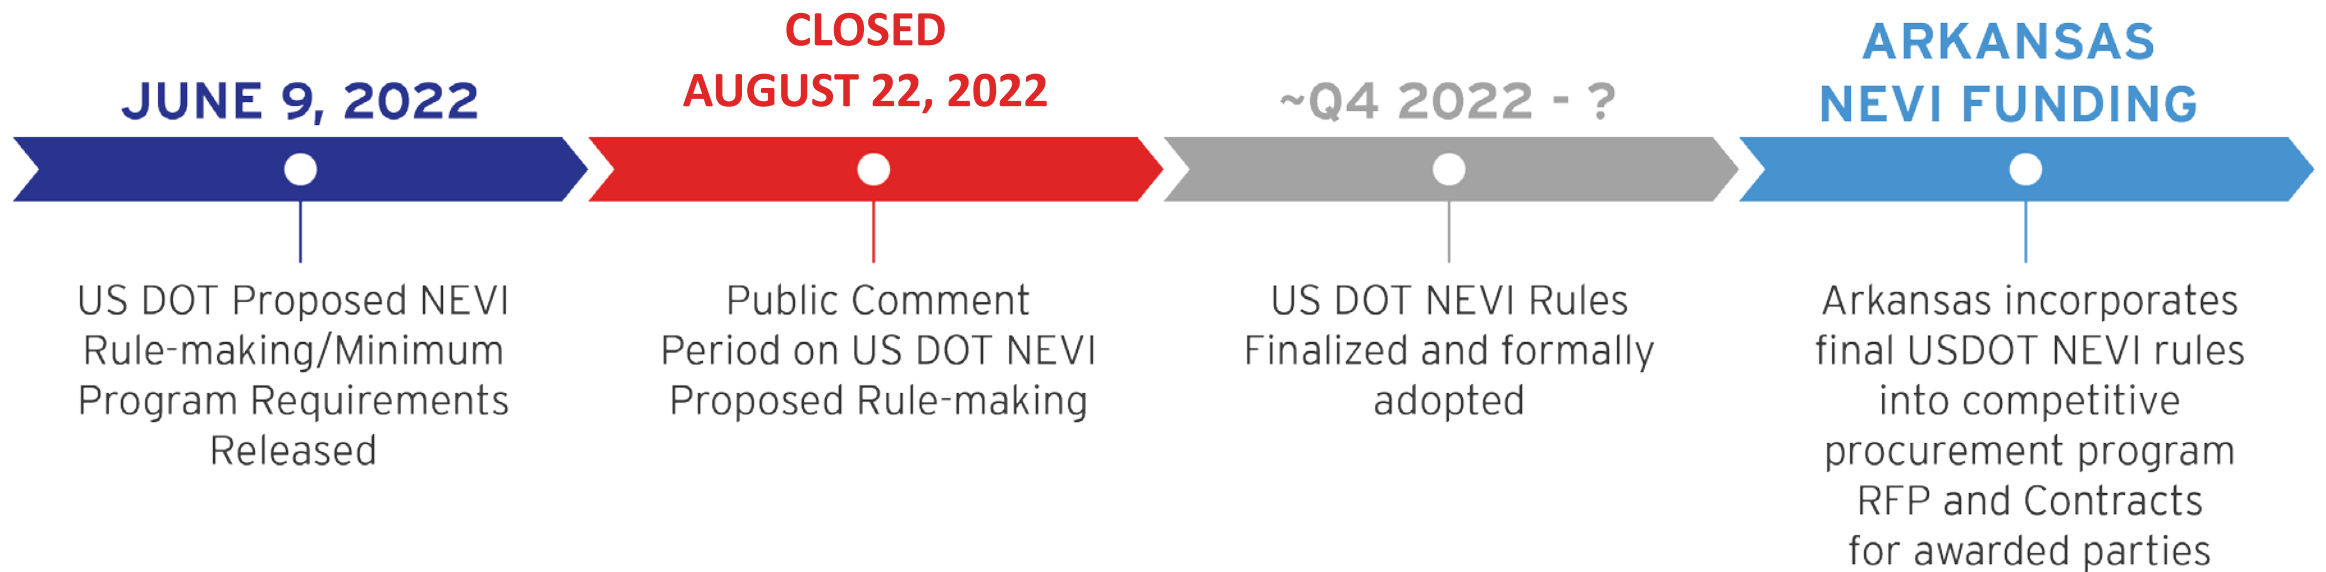 JUNE 9, 2022
US DOT Proposed NEVI
Rule-making/Minimum
Program Requirements
Released
CLOSED
AUGUST 22, 2022
Public Comment
Period on US DOT NEVI
Proposed Rule-making
~Q4 2022 - ?
US DOT NEVI Rules
Finalized and formally
adopted
ARKANSAS
NEVI FUNDING
Arkansas incorporates
final USDOT NEVI rules
into competitive
procurement program
RFP and Contracts
for awarded parties